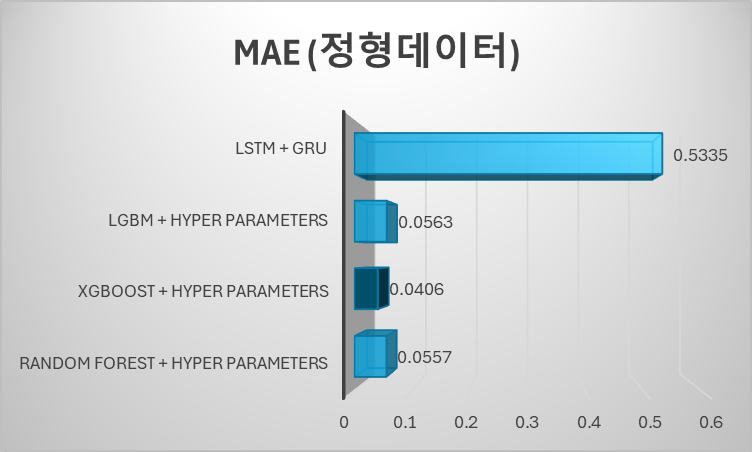 MAE (정형데이터)
LSTM + GRU
0.5335
LGBM + HYPER PARAMETERS
0.0563
XGBOOST + HYPER PARAMETERS
0.0406
RANDOM FOREST + HYPER PARAMETERS
0.0557
0 0.1 0.2 0.3 0.4 0.5 0.6